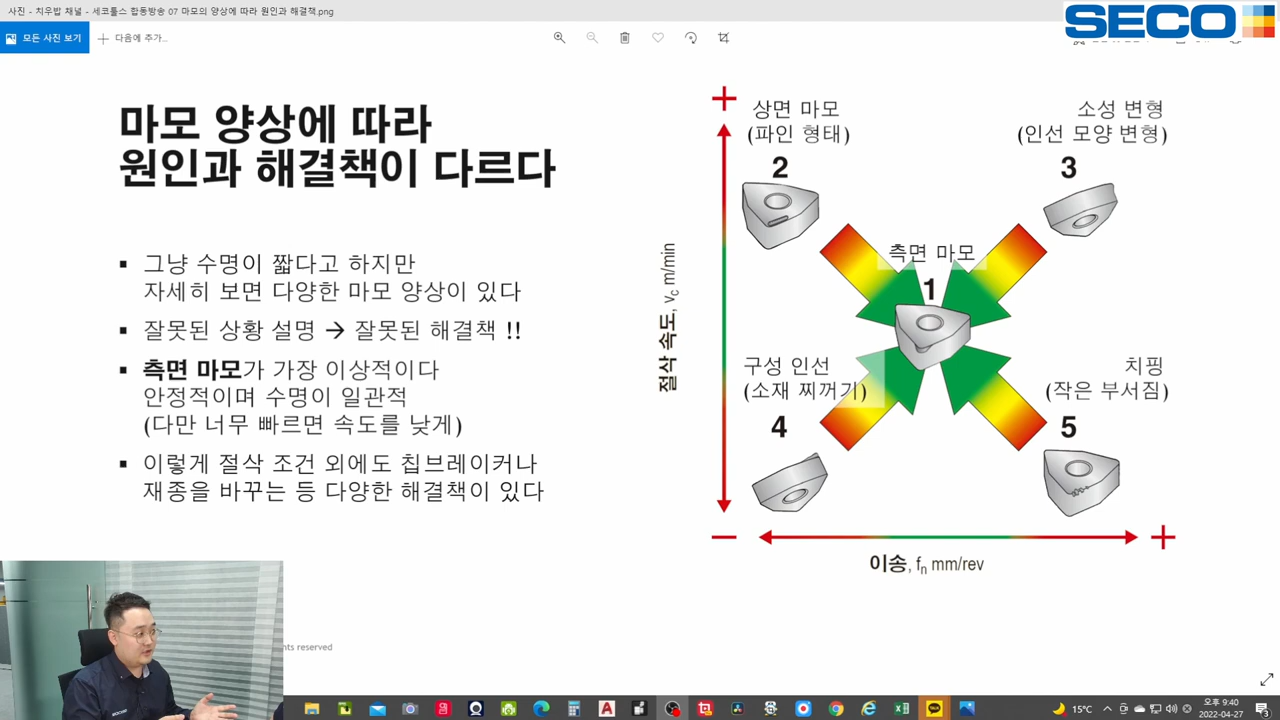 사진 - 치우밥 채널 - 세코툴스 합동방송 07 마모의 양상에 따라 원인과 해결책.png
SECO
모든 사진 보기
다음에 추가...
마모 양상에 따라
원인과 해결책이 다르다
▪ 그냥 수명이 짧다고 하지만
자세히 보면 다양한 마모 양상이 있다
▪ 잘못된 상황 설명 → 잘못된 해결책 !!
▪ 측면 마모가 가장 이상적이다
안정적이며 수명이 일관적
(다만 너무 빠르면 속도를 낮게)
▪ 이렇게 절삭 조건 외에도 칩브레이커나
재종을 바꾸는 등 다양한 해결책이 있다
+
상면 마모
(파인 형태)
2
소성 변형
(인선 모양 변형)
3
측면 마모
1
절삭 속도, vc m/min
구성 인선
(소재 찌꺼기)
4
치핑
(작은 부서짐)
5
−
+
이송, fn mm/rev
nts reserved
15°C
오후 9:40
2022-04-27